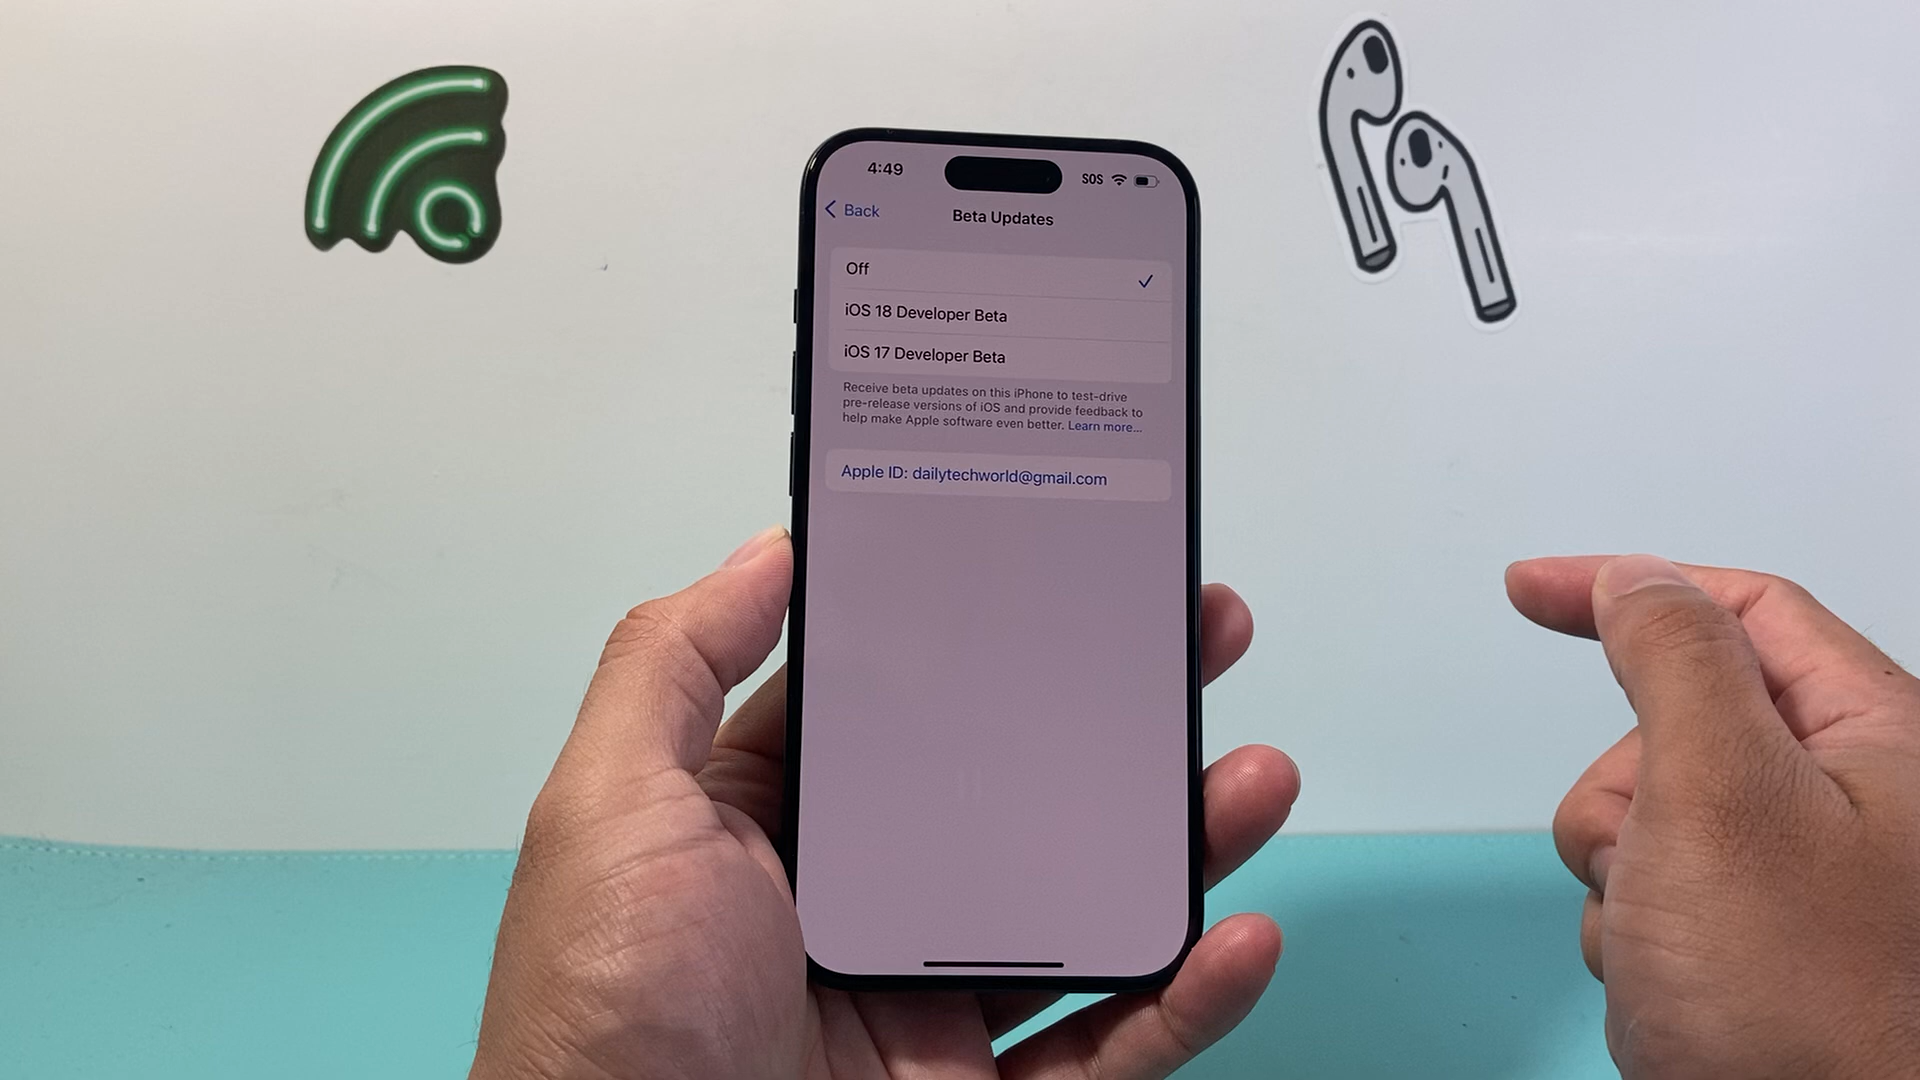 4:49
SOS
Back
Beta Updates
Off
iOS 18 Developer Beta
iOS 17 Developer Beta
Receive beta updates on this iPhone to test-drive
pre-release versions of iOS and provide feedback to
help make Apple software even better. Learn more...
Apple ID: dailytechworld@gmail.com